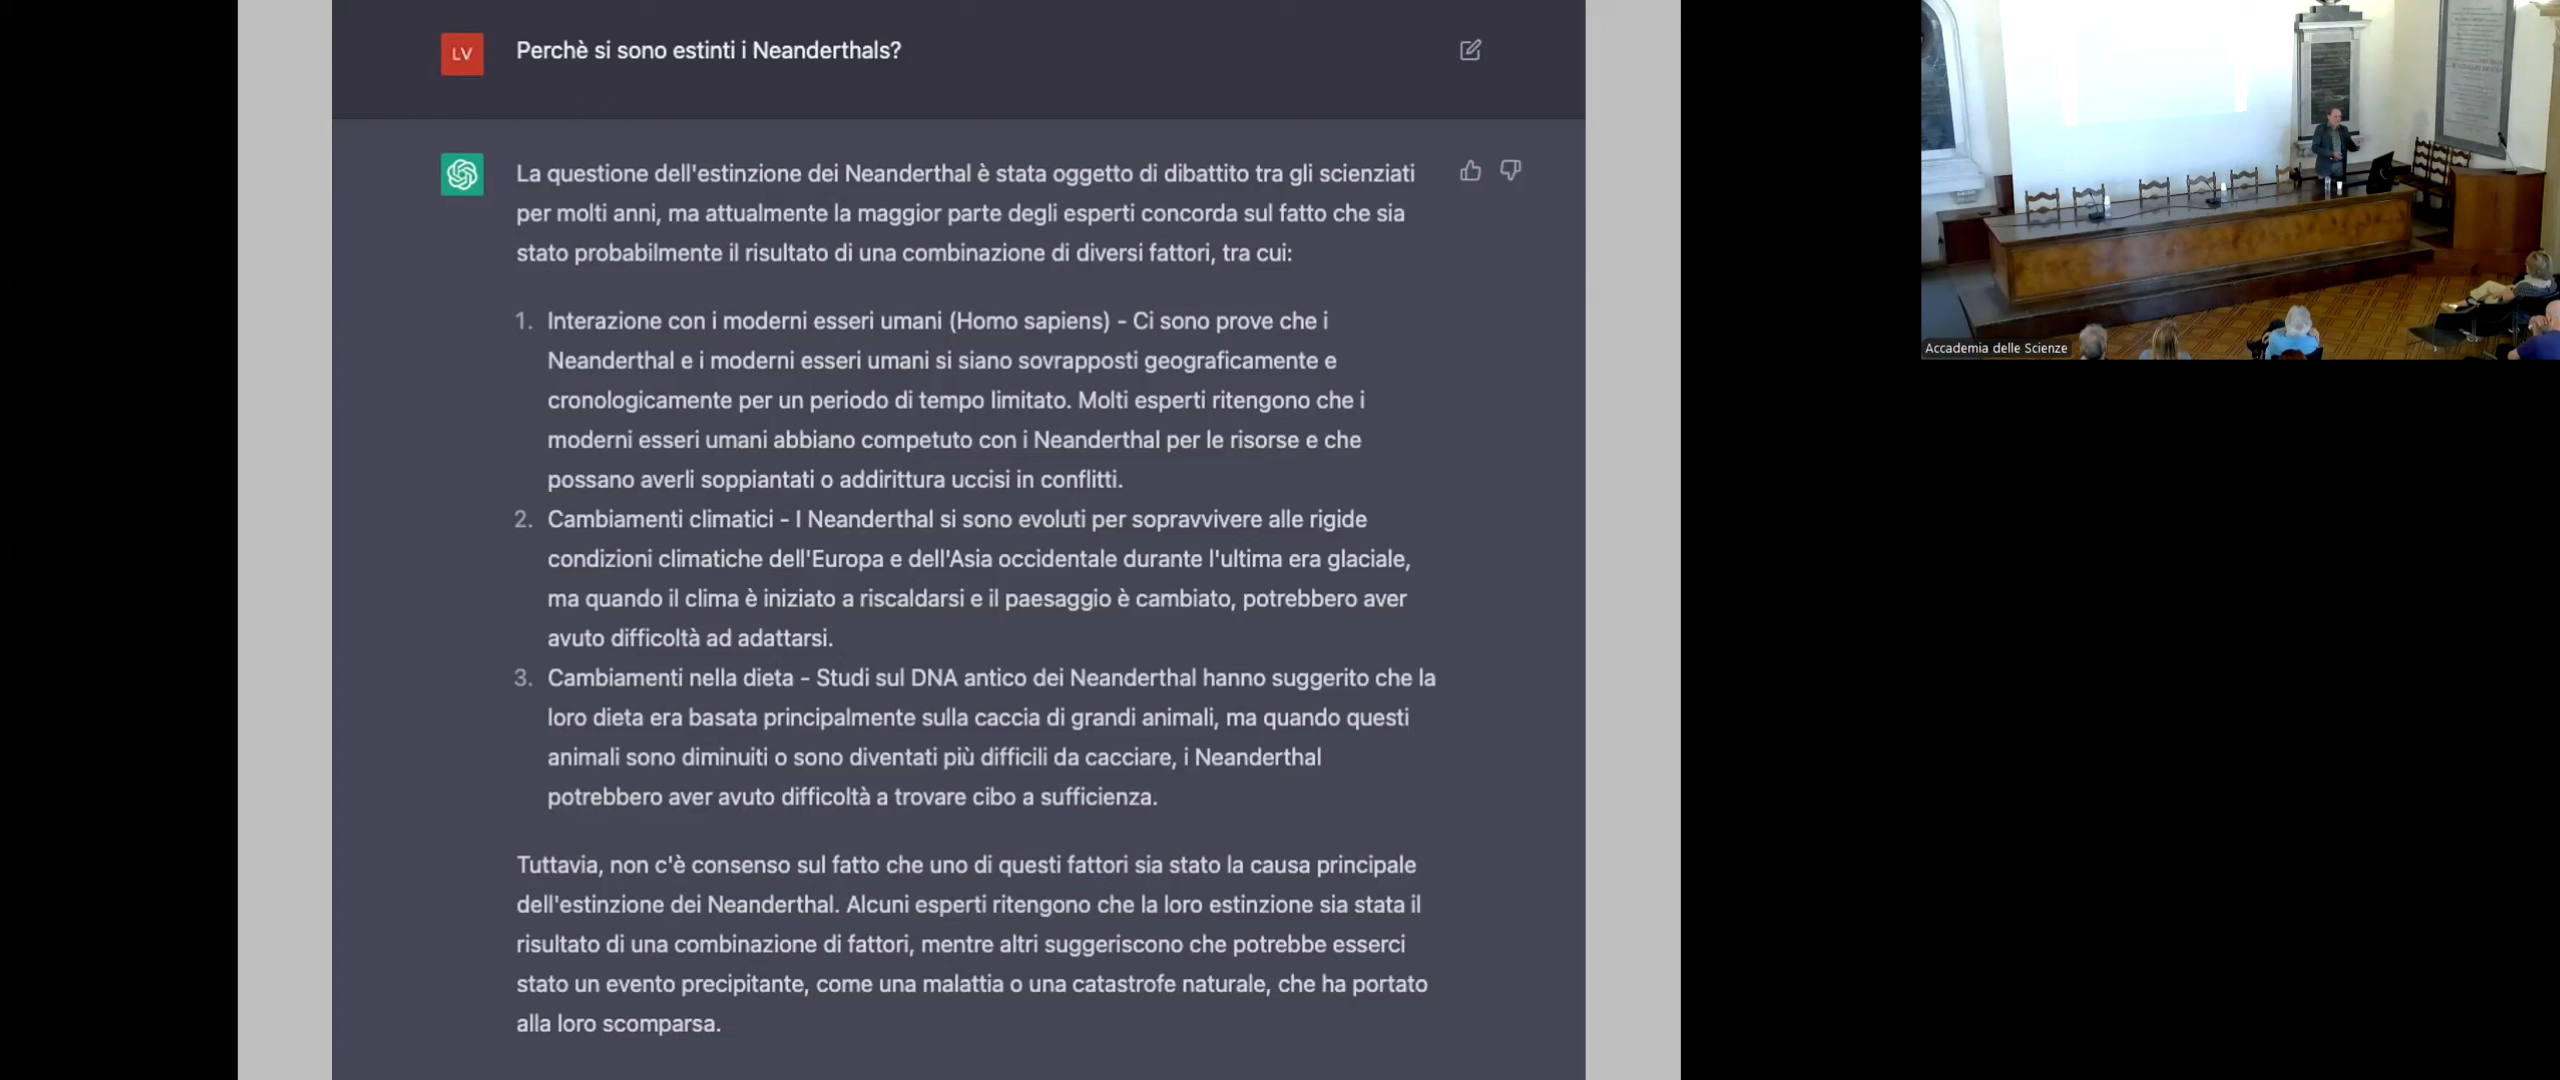 LV
Perchè si sono estinti i Neanderthals?
La questione dell'estinzione dei Neanderthal è stata oggetto di dibattito tra gli scienziati
per molti anni, ma attualmente la maggior parte degli esperti concorda sul fatto che sia
stato probabilmente il risultato di una combinazione di diversi fattori, tra cui:
1. Interazione con i moderni esseri umani (Homo sapiens) - Ci sono prove che i
Neanderthal e i moderni esseri umani si siano sovrapposti geograficamente e
cronologicamente per un periodo di tempo limitato. Molti esperti ritengono che i
moderni esseri umani abbiano competuto con i Neanderthal per le risorse e che
possano averli soppiantati o addirittura uccisi in conflitti.
2. Cambiamenti climatici - I Neanderthal si sono evoluti per sopravvivere alle rigide
condizioni climatiche dell'Europa e dell'Asia occidentale durante l'ultima era glaciale,
ma quando il clima è iniziato a riscaldarsi e il paesaggio è cambiato, potrebbero aver
avuto difficoltà ad adattarsi.
3. Cambiamenti nella dieta - Studi sul DNA antico dei Neanderthal hanno suggerito che la
loro dieta era basata principalmente sulla caccia di grandi animali, ma quando questi
animali sono diminuiti o sono diventati più difficili da cacciare, i Neanderthal
potrebbero aver avuto difficoltà a trovare cibo a sufficienza.
Tuttavia, non c'è consenso sul fatto che uno di questi fattori sia stato la causa principale
dell'estinzione dei Neanderthal. Alcuni esperti ritengono che la loro estinzione sia stata il
risultato di una combinazione di fattori, mentre altri suggeriscono che potrebbe esserci
stato un evento precipitante, come una malattia o una catastrofe naturale, che ha portato
alla loro scomparsa.
Accademia delle Scienze